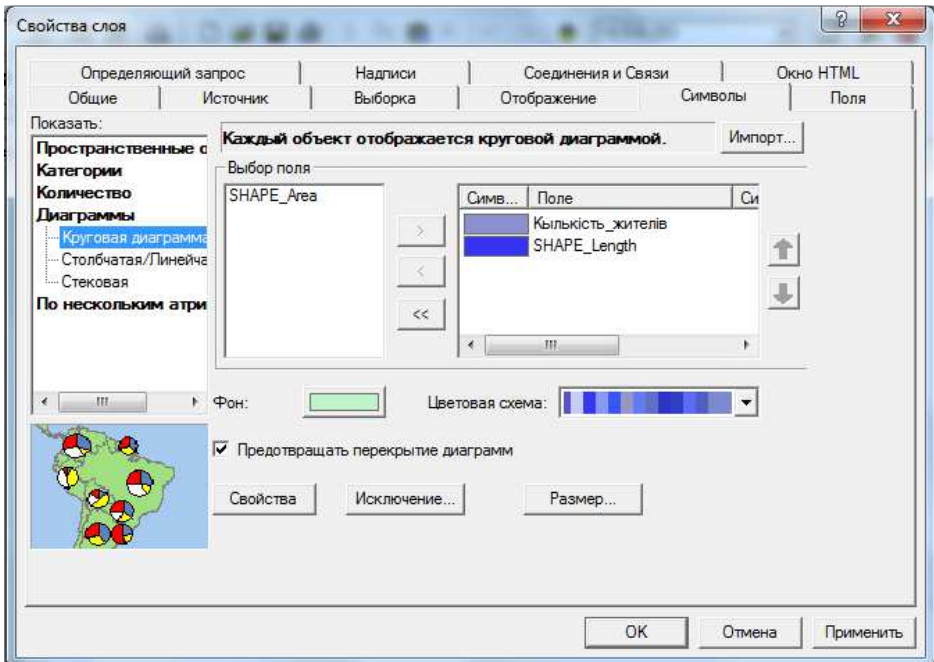 Свойства слоя
Определяющий запрос Надписи Соединения и Связи Окно HTML
Общие Источник Выборка Отображение Символы Поля
Показать:
Пространственные о
Категории
Количество
Диаграммы
Круговая диаграмма
Столбчатая/Линейча
Стековая
По нескольким атри
Каждый объект отображается круговой диаграммой. Импорт...
Выбор поля
SHAPE_Area
> 
<
<<
Симв... Поле Си
Кылькість_жителів
SHAPE_Length
Фон: Цветовая схема:
Предотвращать перекрытие диаграмм
Свойства Исключение... Размер...
OK Отмена Применить